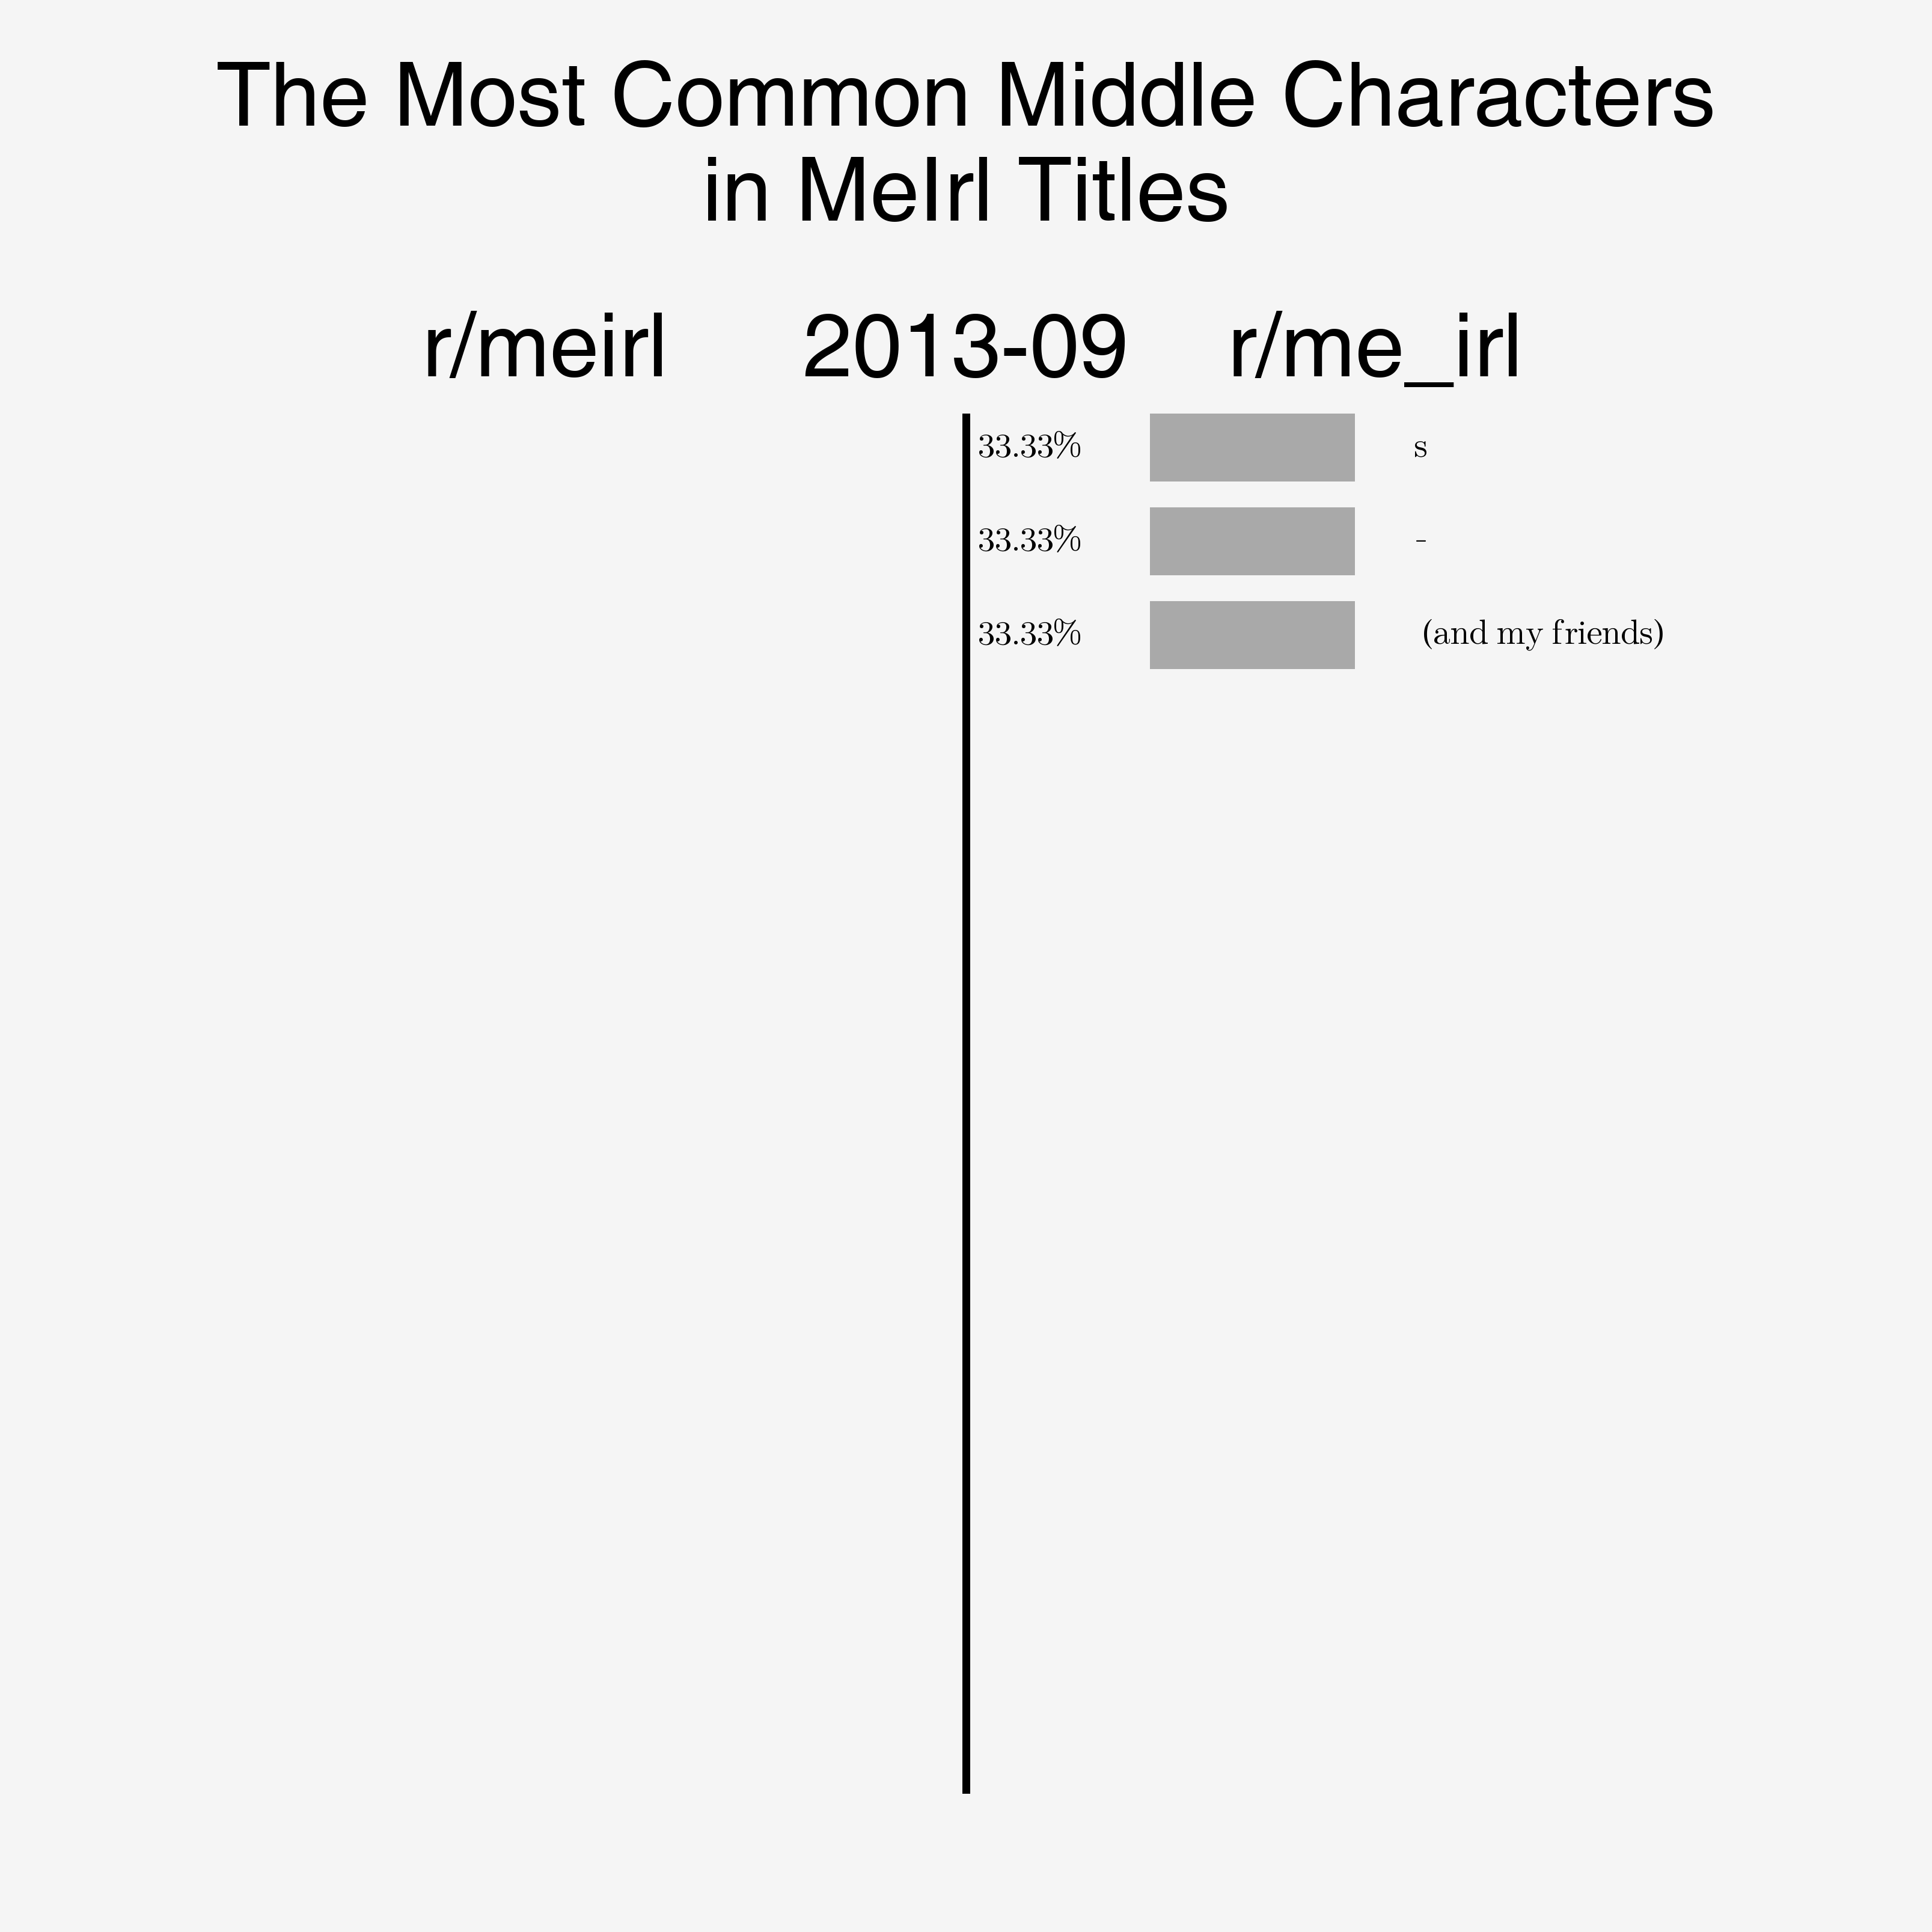 The Most Common Middle Characters
in MeIrl Titles
r/meirl 2013-09 r/me_irl
33.33% s
33.33% -
33.33% (and my friends)